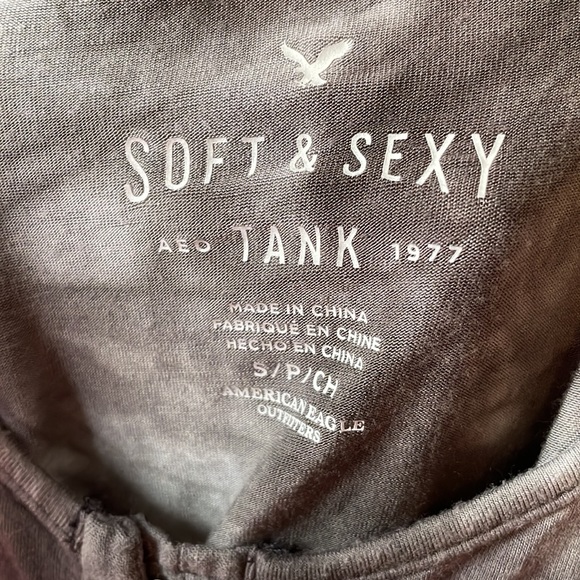 SOFT & SEXY
AEO TANK 1977
MADE IN CHINA
FABRIQUE EN CHINE
HECHO EN CHINA
S/P/CH
AMERICAN EAGLE
OUTFITTERS